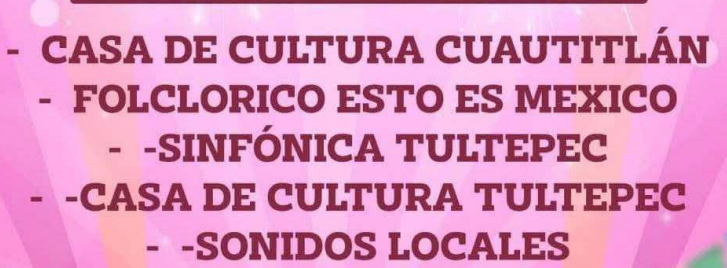 - CASA DE CULTURA CUAUTITLÁN
- FOLCLORICO ESTO ES MEXICO
- -SINFÓNICA TULTEPEC
- -CASA DE CULTURA TULTEPEC
- -SONIDOS LOCALES